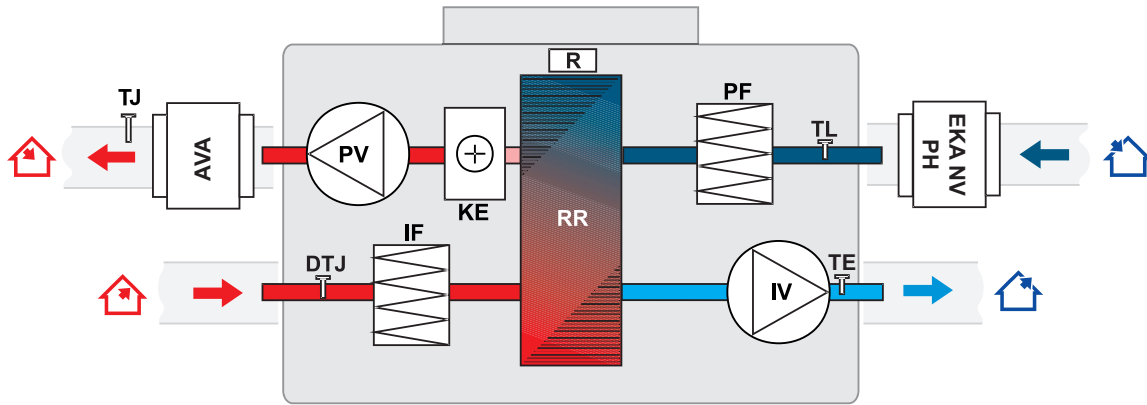 R
TJ
PF
AVA
PV
TL
EKA NV
PH
KE
RR
IF
DTJ
TE
IV